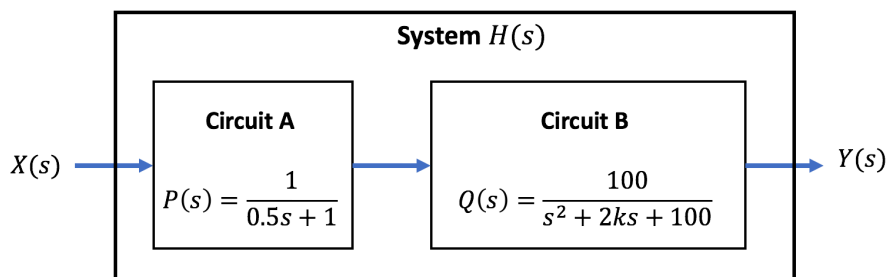 System H(s)
Circuit A
Circuit B
X(s)
Y(s)
P(s) = 1 / (0.5s + 1)
Q(s) = 100 / (s² + 2ks + 100)